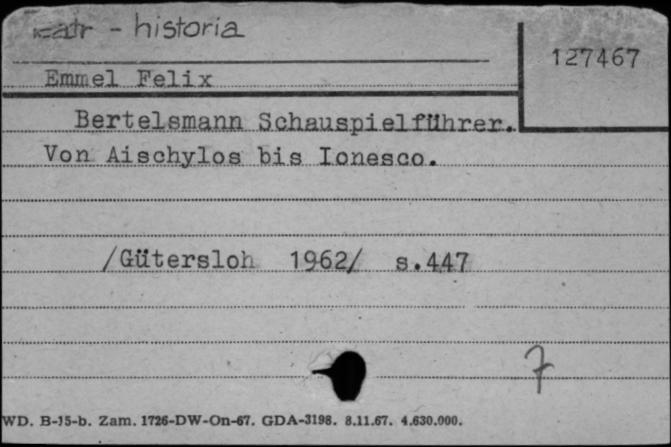 - historia
127467
Emmel Felix
Bertelsmann Schauspielführer.
Von Aischylos bis Ionesco.
/Gütersloh 1962/ s.447
7
WD. B-15-b. Zam. 1726-DW-On-67. GDA-3198. 8.11.67. 4.630.000.